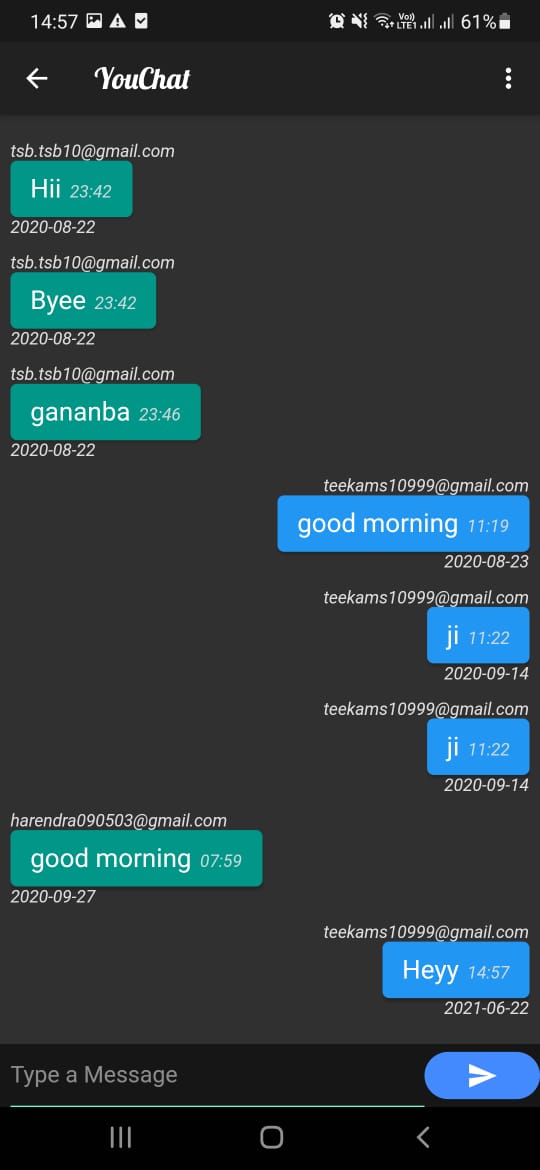 14:57 Vo) LTE1 61%
YouChat
tsb.tsb10@gmail.com
Hii 23:42
2020-08-22
tsb.tsb10@gmail.com
Byee 23:42
2020-08-22
tsb.tsb10@gmail.com
gananba 23:46
2020-08-22
teekams10999@gmail.com
good morning 11:19
2020-08-23
teekams10999@gmail.com
ji 11:22
2020-09-14
teekams10999@gmail.com
ji 11:22
2020-09-14
harendra090503@gmail.com
good morning 07:59
2020-09-27
teekams10999@gmail.com
Heyy 14:57
2021-06-22
Type a Message